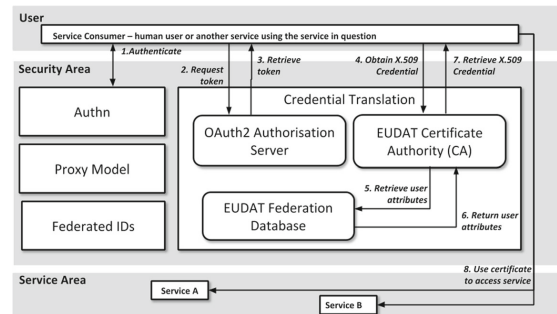 User
Service Consumer – human user or another service using the service in question
1.Authenticate
2. Request
token
3. Retrieve
token
4. Obtain X.509
Credential
7. Retrieve X.509
Credential
Security Area
Authn
Proxy Model
Federated IDs
Credential Translation
OAuth2 Authorisation
Server
EUDAT Certificate
Authority (CA)
5. Retrieve user
attributes
EUDAT Federation
Database
6. Return user
attributes
8. Use certificate
to access service
Service Area
Service A
Service B